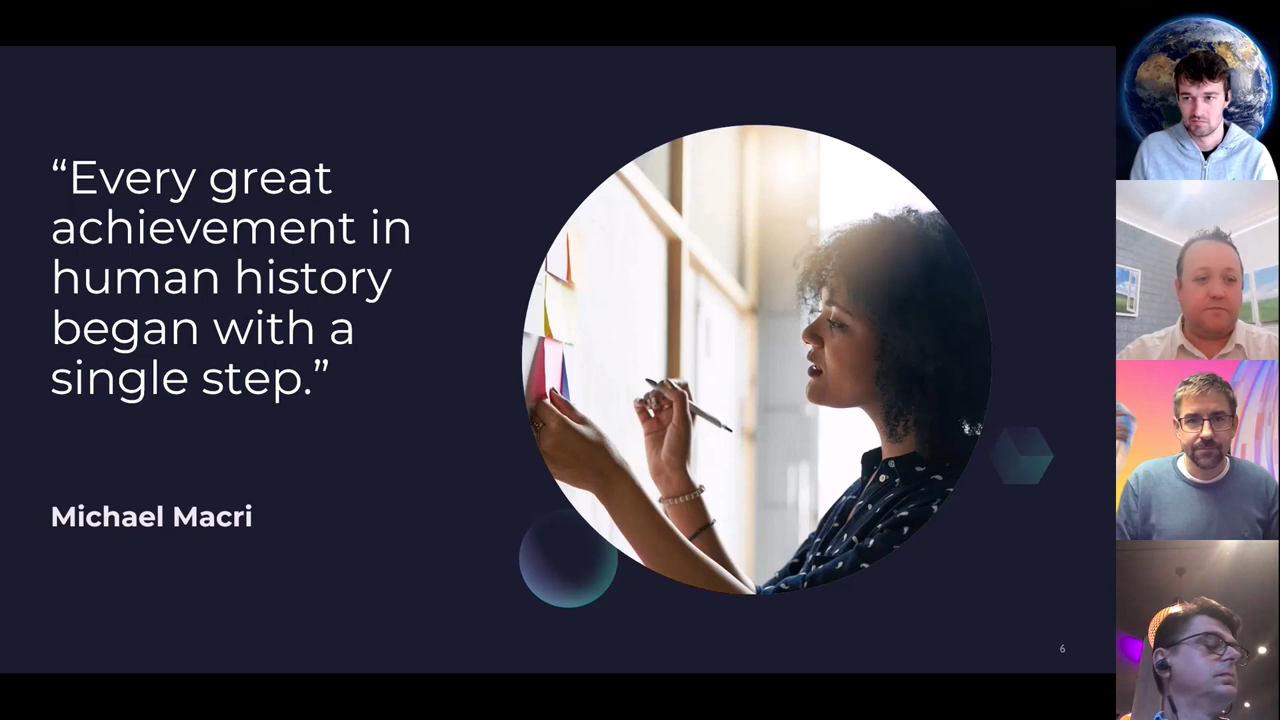 “Every great
achievement in
human history
began with a
single step.”
Michael Macri
6